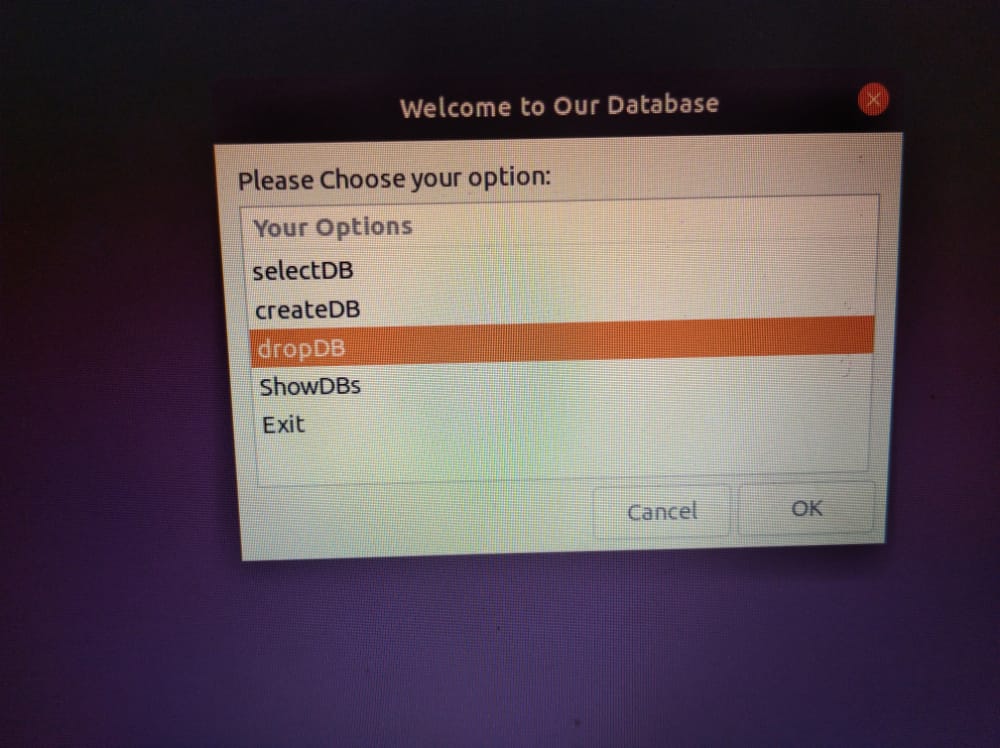 Welcome to Our Database
Please Choose your option:
Your Options
selectDB
createDB
dropDB
ShowDBs
Exit
Cancel
OK